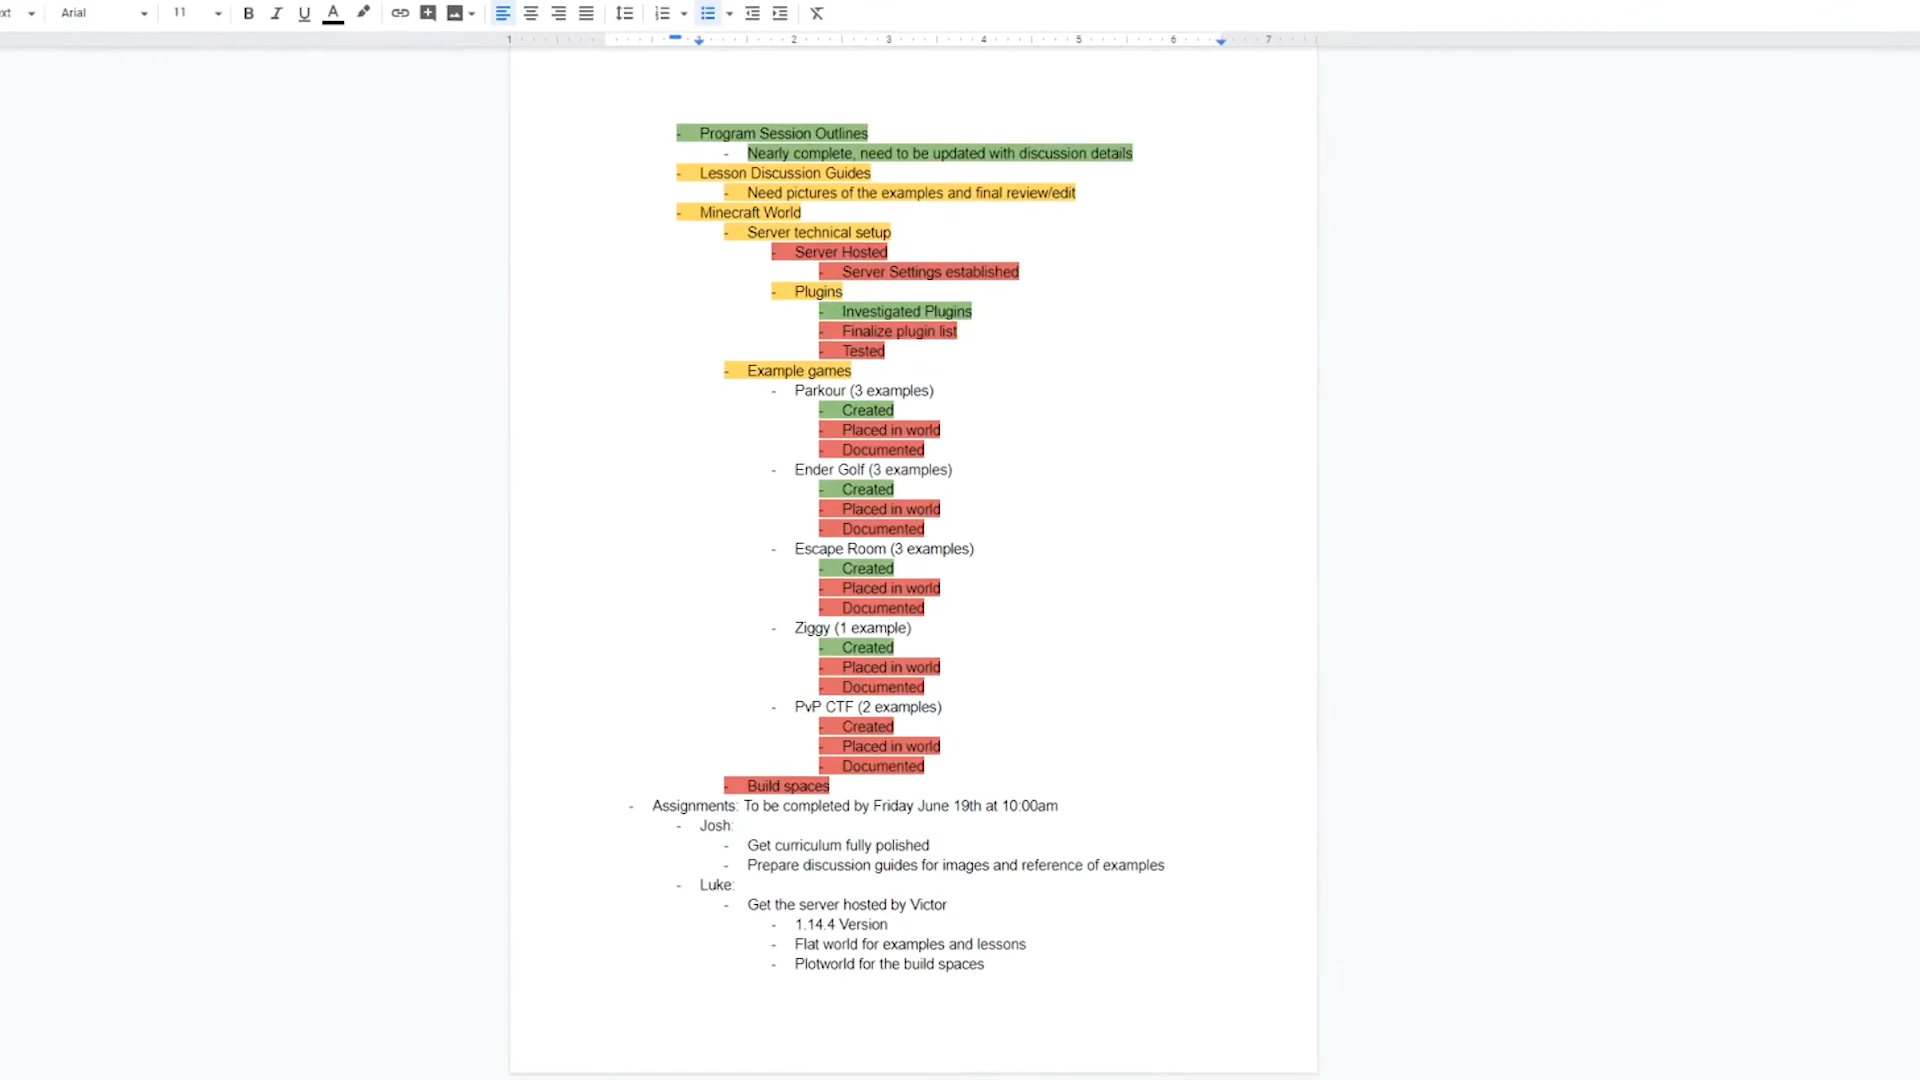 ext Arial 11 B I U A
1 1 2 3 4 5 6 7
- Program Session Outlines
- Nearly complete, need to be updated with discussion details
- Lesson Discussion Guides
- Need pictures of the examples and final review/edit
- Minecraft World
- Server technical setup
- Server Hosted
- Server Settings established
- Plugins
- Investigated Plugins
- Finalize plugin list
- Tested
- Example games
- Parkour (3 examples)
- Created
- Placed in world
- Documented
- Ender Golf (3 examples)
- Created
- Placed in world
- Documented
- Escape Room (3 examples)
- Created
- Placed in world
- Documented
- Ziggy (1 example)
- Created
- Placed in world
- Documented
- PvP CTF (2 examples)
- Created
- Placed in world
- Documented
- Build spaces
- Assignments: To be completed by Friday June 19th at 10:00am
- Josh:
- Get curriculum fully polished
- Prepare discussion guides for images and reference of examples
- Luke:
- Get the server hosted by Victor
- 1.14.4 Version
- Flat world for examples and lessons
- Plotworld for the build spaces